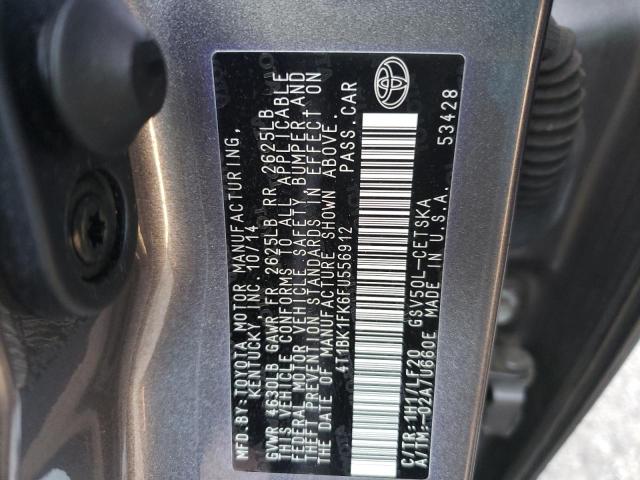 MFD.BY:TOYOTA MOTOR MANUFACTURING,
KENTUCKY, INC. 10/14
GVWR 4630LB GAWR FR 2625LB RR 2625LB
THIS VEHICLE CONFORMS TO ALL APPLICABLE
FEDERAL MOTOR VEHICLE SAFETY, BUMPER AND
THEFT PREVENTION STANDARDS IN EFFECT ON
THE DATE OF MANUFACTURE SHOWN ABOVE.
4T1BK1FK6FU556912 PASS.CAR
C/TR:1H1/LF20 GSV50L-CETSKA
A/TM:-02A/U660E MADE IN U.S.A. 53428